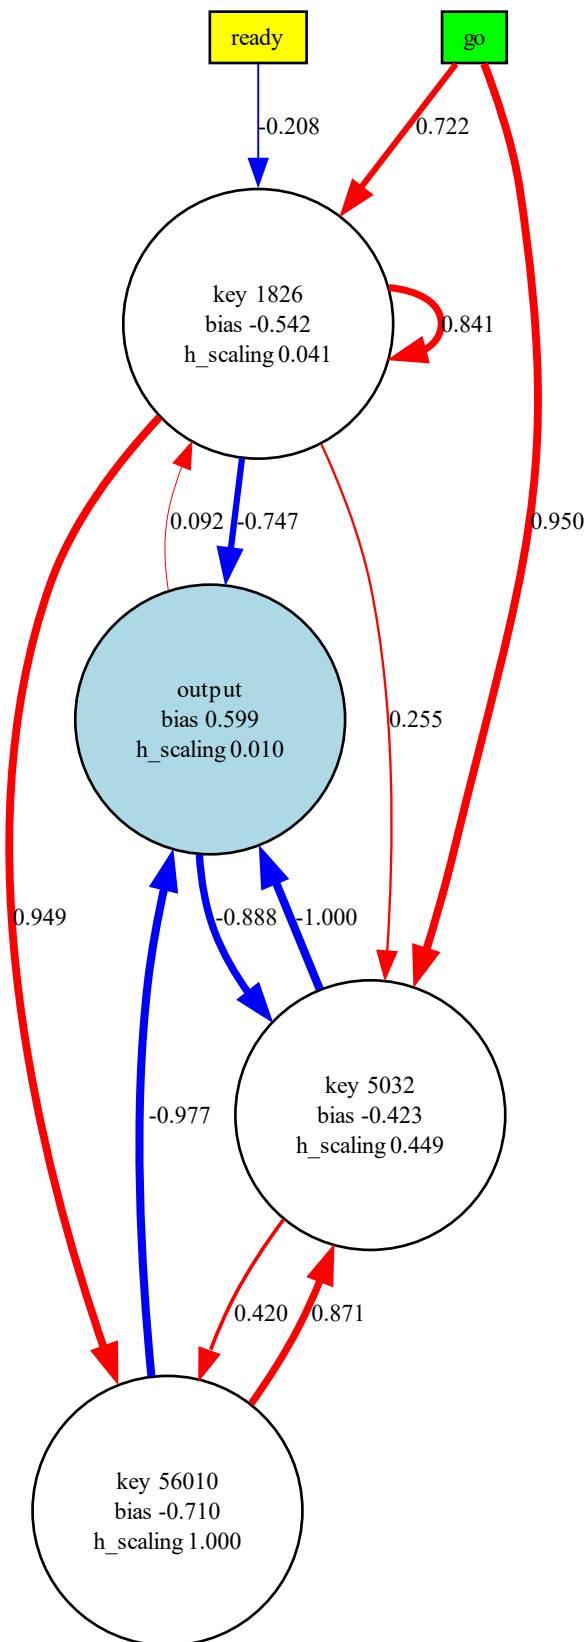 ready
go
-0.208
0.722
key 1826
bias -0.542
h_scaling 0.041
0.841
0.092
-0.747
0.950
output
bias 0.599
h_scaling 0.010
0.255
0.949
-0.888
-1.000
key 5032
bias -0.423
h_scaling 0.449
-0.977
0.420
0.871
key 56010
bias -0.710
h_scaling 1.000